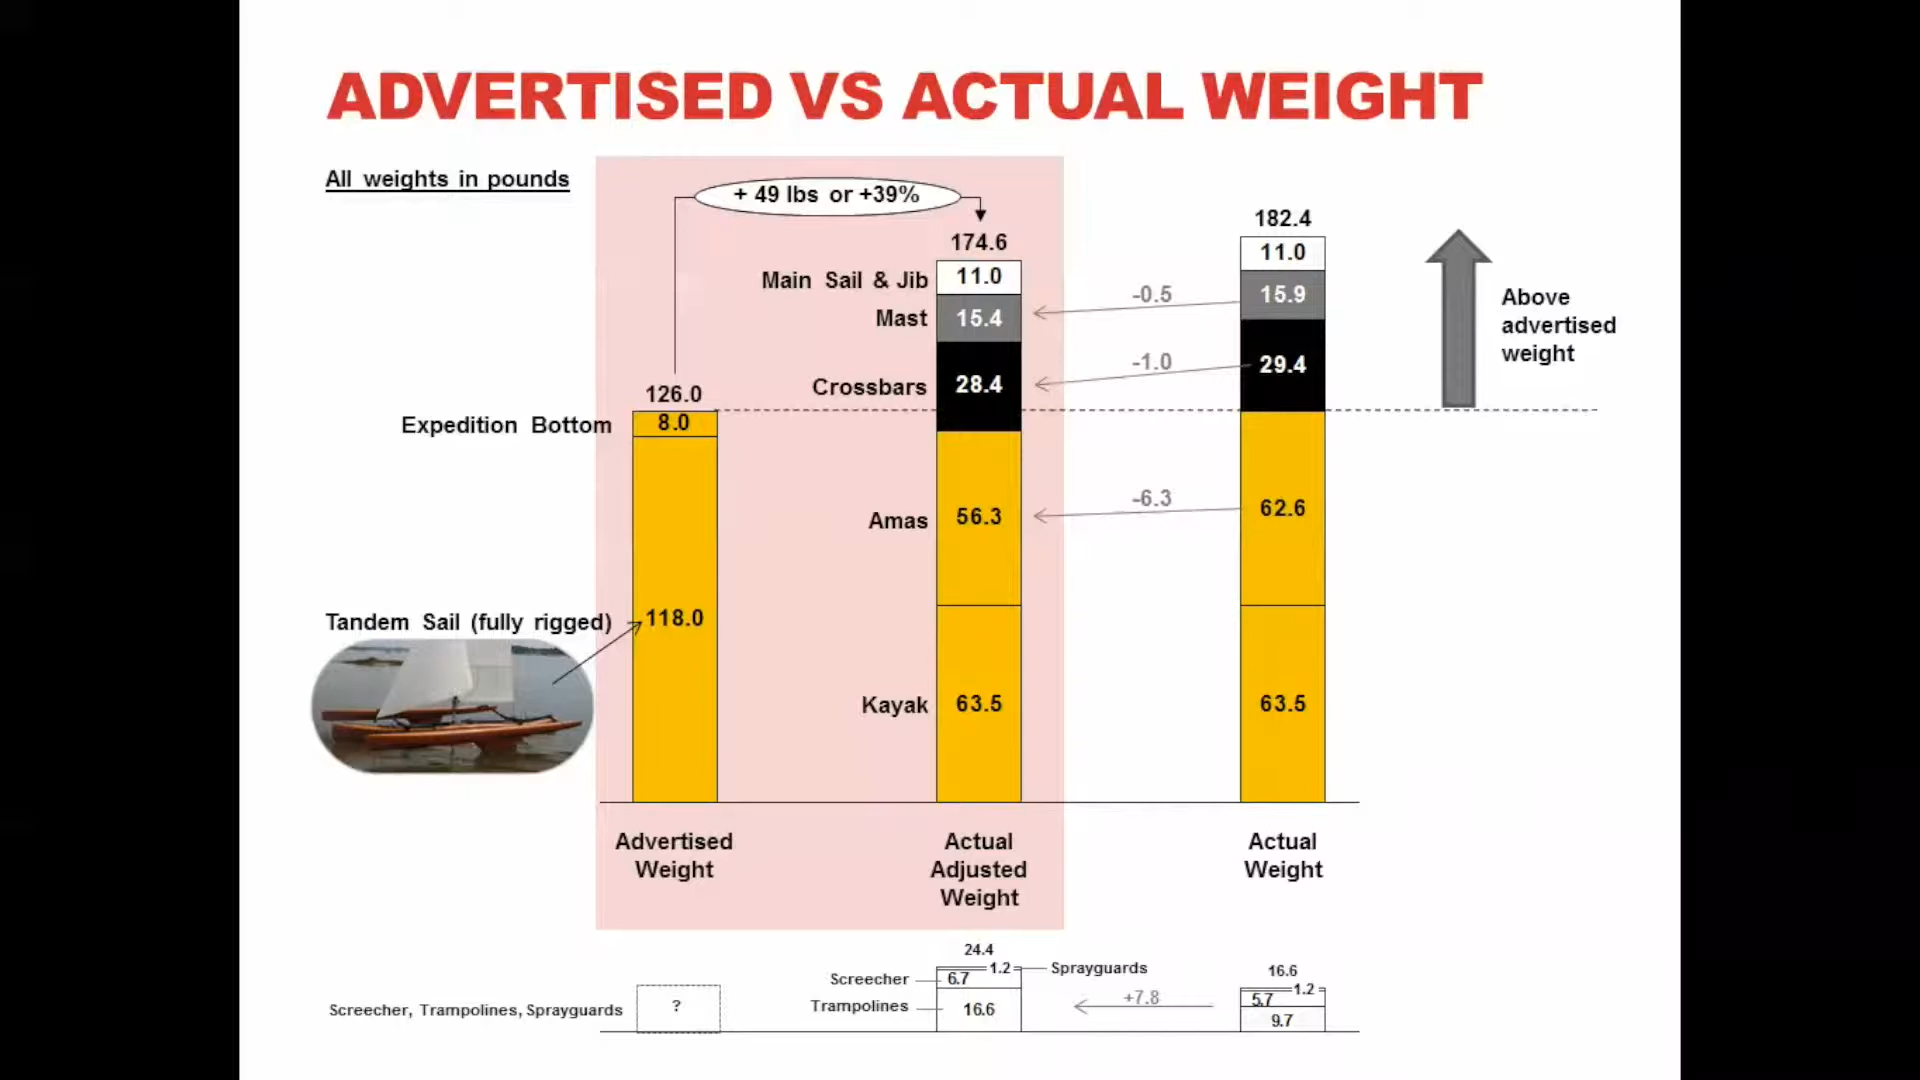 ADVERTISED VS ACTUAL WEIGHT
All weights in pounds
+ 49 lbs or +39%
182.4
174.6
11.0
Main Sail & Jib
11.0
-0.5
15.9
Mast
15.4
Above
advertised
weight
-1.0
29.4
Crossbars
28.4
126.0
Expedition Bottom
8.0
-6.3
62.6
Amas
56.3
Tandem Sail (fully rigged)
118.0
Kayak
63.5
63.5
Advertised
Weight
Actual
Adjusted
Weight
Actual
Weight
24.4
1.2
Sprayguards
Screecher
6.7
16.6
1.2
5.7
+7.8
Trampolines
16.6
9.7
Screecher, Trampolines, Sprayguards
?